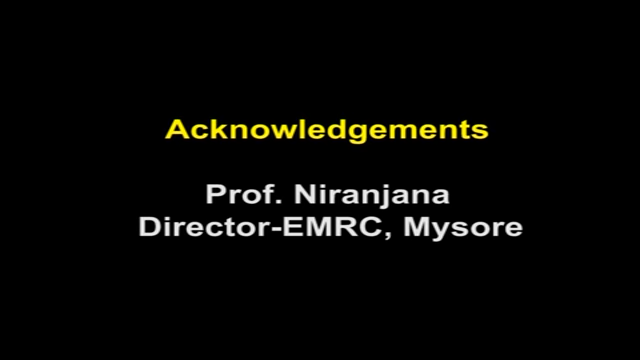 Acknowledgements
Prof. Niranjana
Director-EMRC, Mysore